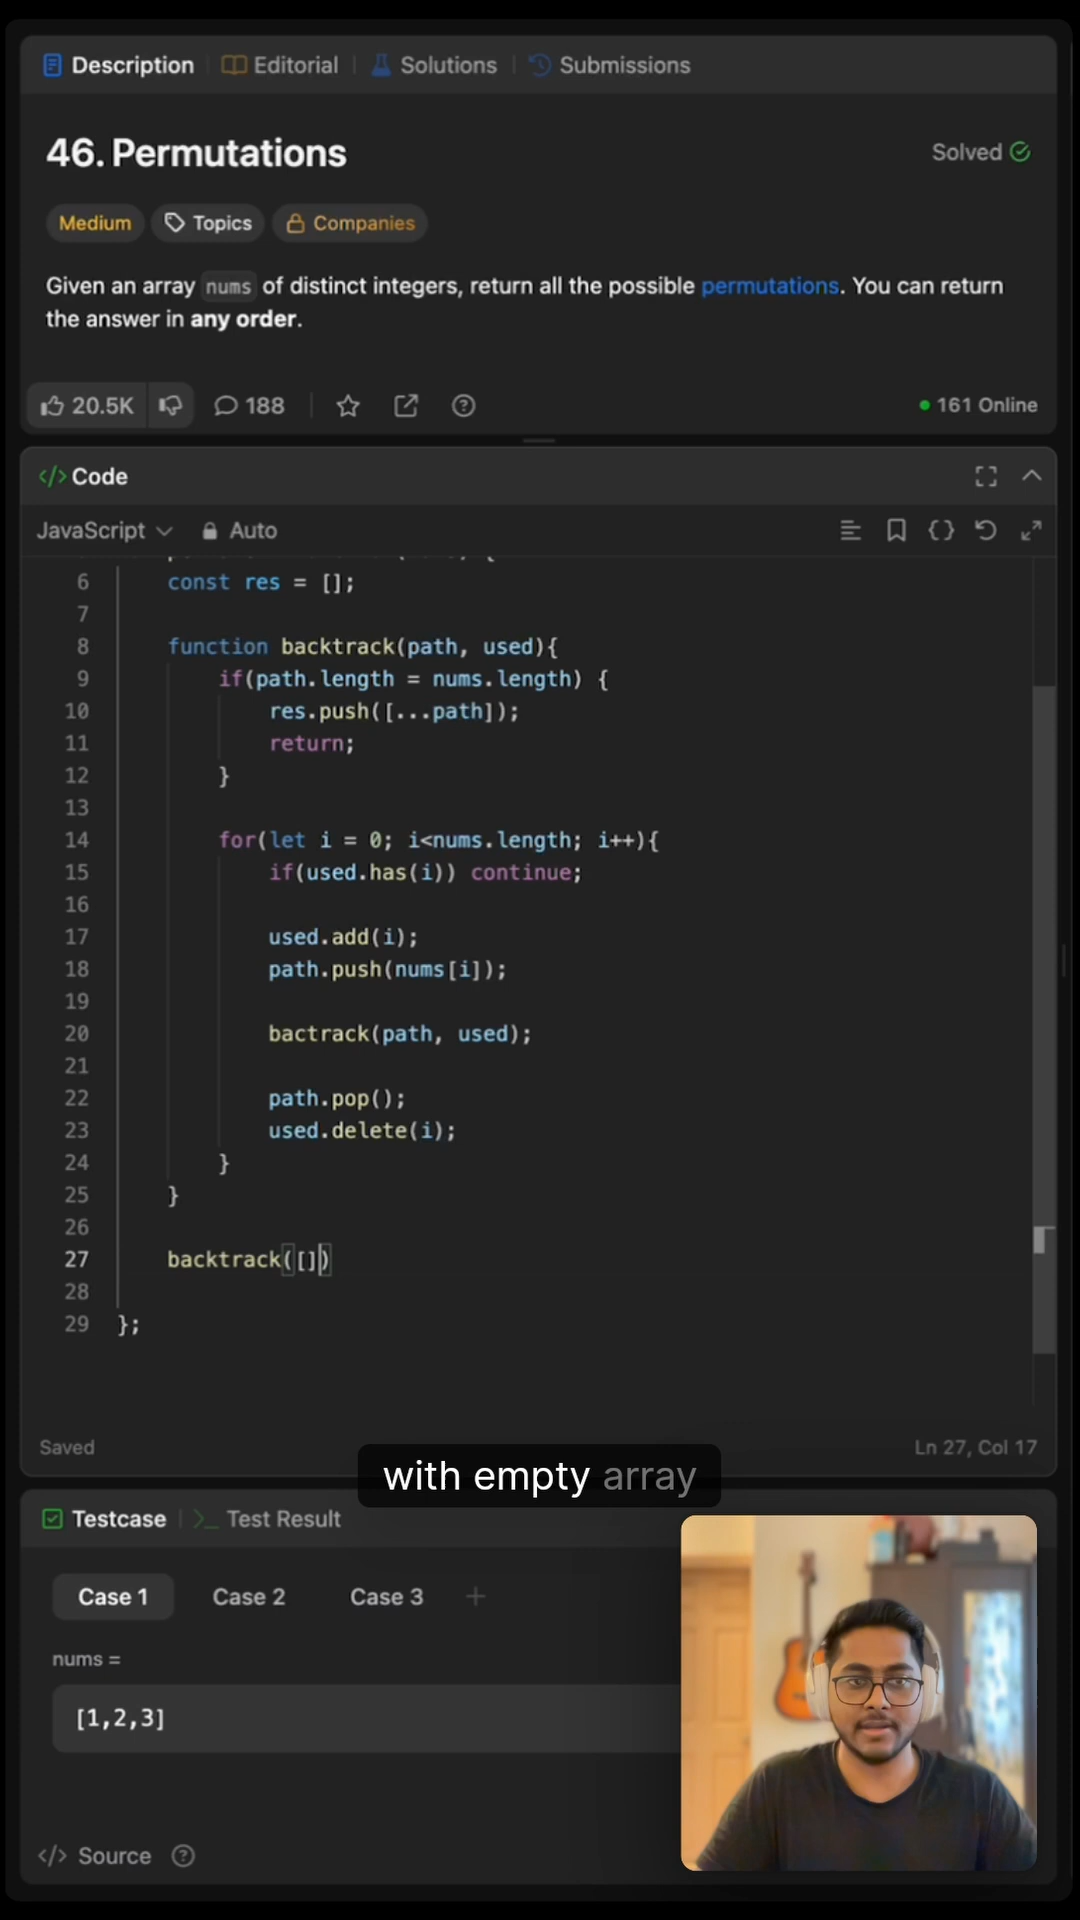 Description Editorial Solutions Submissions
46. Permutations
Solved
Medium Topics Companies
Given an array nums of distinct integers, return all the possible permutations. You can return
the answer in any order.
20.5K 188 161 Online
</> Code
JavaScript Auto
6 const res = [];
7
8 function backtrack(path, used){
9 if(path.length = nums.length) {
10 res.push([...path]);
11 return;
12 }
13
14 for(let i = 0; i<nums.length; i++){
15 if(used.has(i)) continue;
16
17 used.add(i);
18 path.push(nums[i]);
19
20 bactrack(path, used);
21
22 path.pop();
23 used.delete(i);
24 }
25 }
26
27 backtrack([])
28
29 };
Saved Ln 27, Col 17
with empty array
Testcase >_ Test Result
Case 1 Case 2 Case 3 +
nums =
[1,2,3]
</> Source